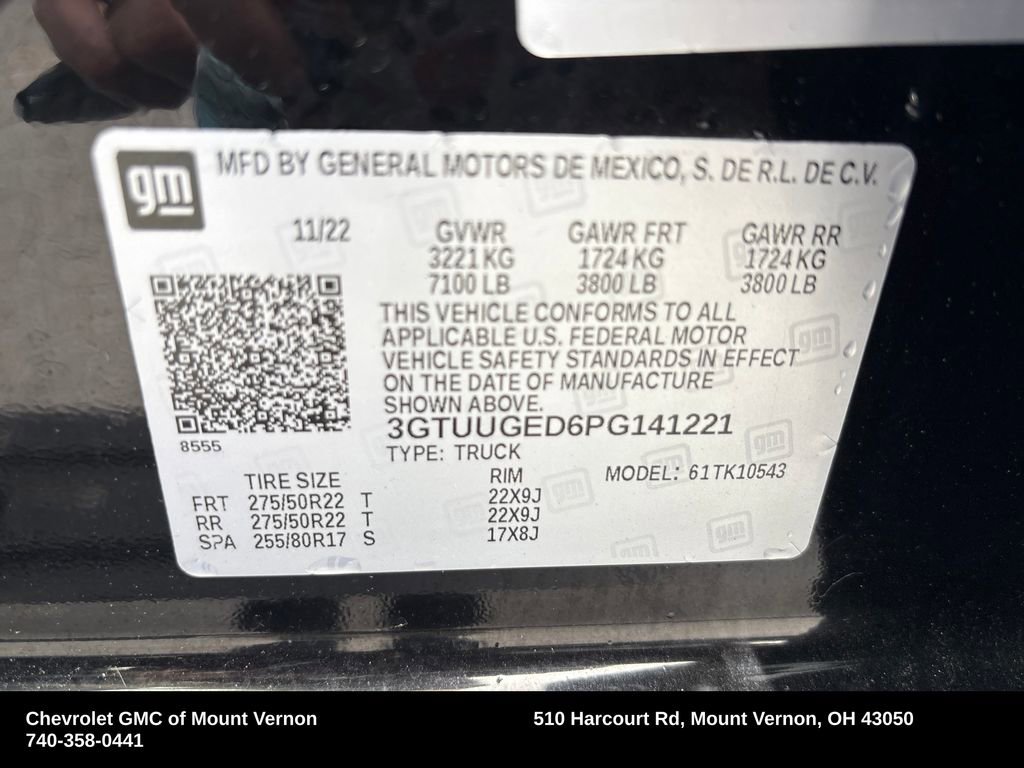 gm
MFD BY GENERAL MOTORS DE MEXICO, S. DE R.L. DE C.V.
11/22 GVWR GAWR FRT GAWR RR
3221 KG 1724 KG 1724 KG
7100 LB 3800 LB 3800 LB
THIS VEHICLE CONFORMS TO ALL
APPLICABLE U.S. FEDERAL MOTOR
VEHICLE SAFETY STANDARDS IN EFFECT
ON THE DATE OF MANUFACTURE
SHOWN ABOVE.
8555
3GTUUGED6PG141221
TYPE: TRUCK
TIRE SIZE RIM MODEL: 61TK10543
FRT 275/50R22 T 22X9J
RR 275/50R22 T 22X9J
SPA 255/80R17 S 17X8J
Chevrolet GMC of Mount Vernon 510 Harcourt Rd, Mount Vernon, OH 43050
740-358-0441